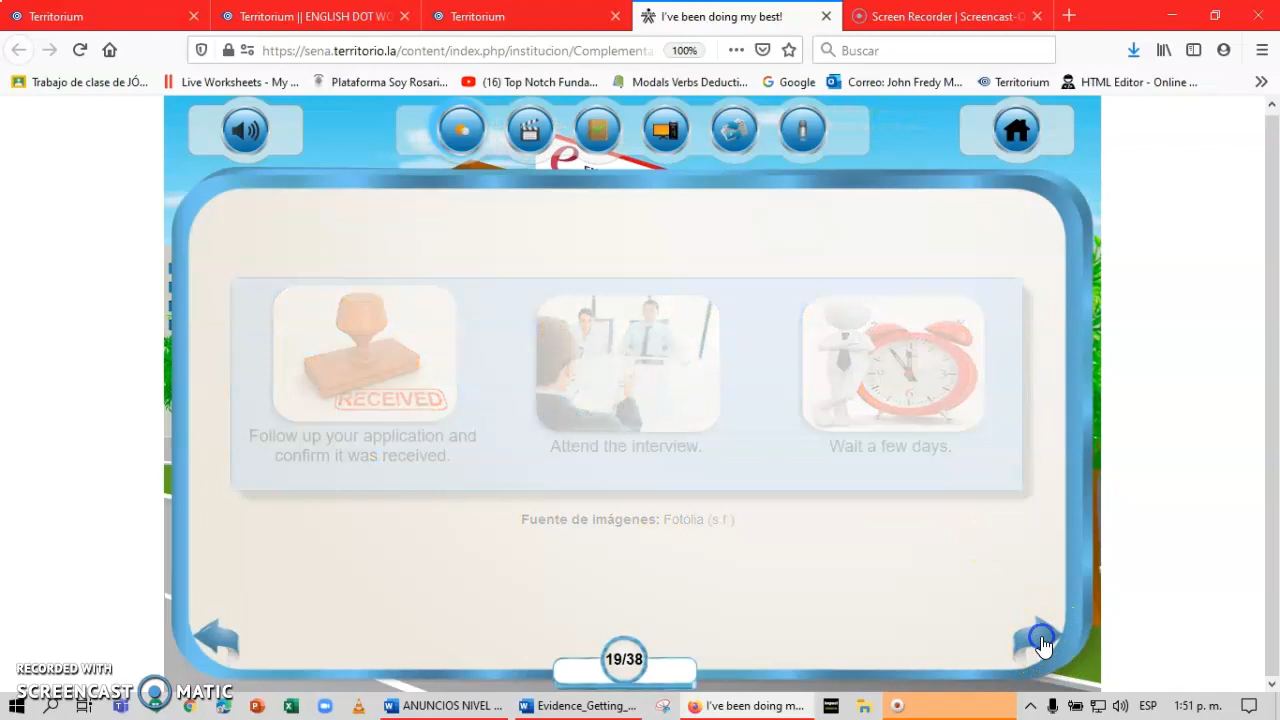 Territorium
Territorium || ENGLISH DOT WO
Territorium
I've been doing my best!
Screen Recorder | Screencast-O
https://sena.territorio.la/content/index.php/institucion/Complementa
100%
Buscar
Trabajo de clase de JÓ...
Live Worksheets - My ...
Plataforma Soy Rosari...
(16) Top Notch Funda...
Modals Verbs Deducti...
Google
Correo: John Fredy M...
Territorium
HTML Editor - Online ...
e
RECEIVED
Follow up your application and
confirm it was received.
Attend the interview.
Wait a few days.
Fuente de imágenes: Fotolia (s.f.)
19/38
RECORDED WITH
SCREENCAST MATIC
ANUNCIOS NIVEL ...
Evidence_Getting_...
I've been doing m...
ESP
1:51 p. m.